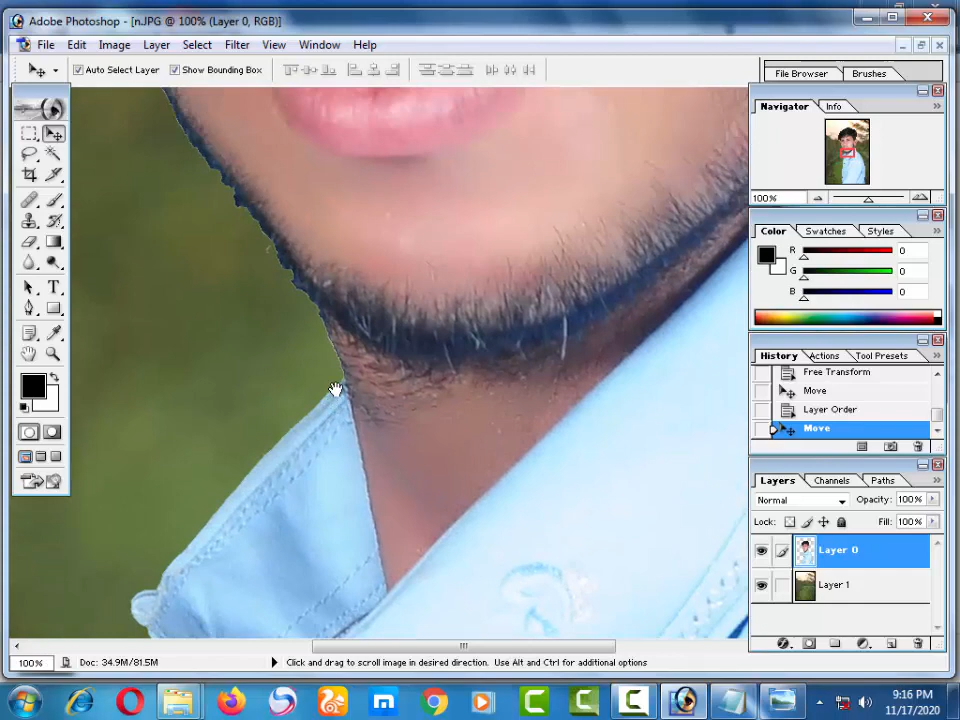 Adobe Photoshop - [n.JPG @ 100% (Layer 0, RGB)]
File Edit Image Layer Select Filter View Window Help
Auto Select Layer Show Bounding Box
File Browser Brushes
Navigator Info
100%
Color Swatches Styles
R 0
G 0
B 0
History Actions Tool Presets
Free Transform
Move
Layer Order
Move
Layers Channels Paths
Normal Opacity: 100%
Lock: Fill: 100%
Layer 0
Layer 1
100% Doc: 34.9M/81.5M Click and drag to scroll image in desired direction. Use Alt and Ctrl for additional options
9:16 PM
11/17/2020